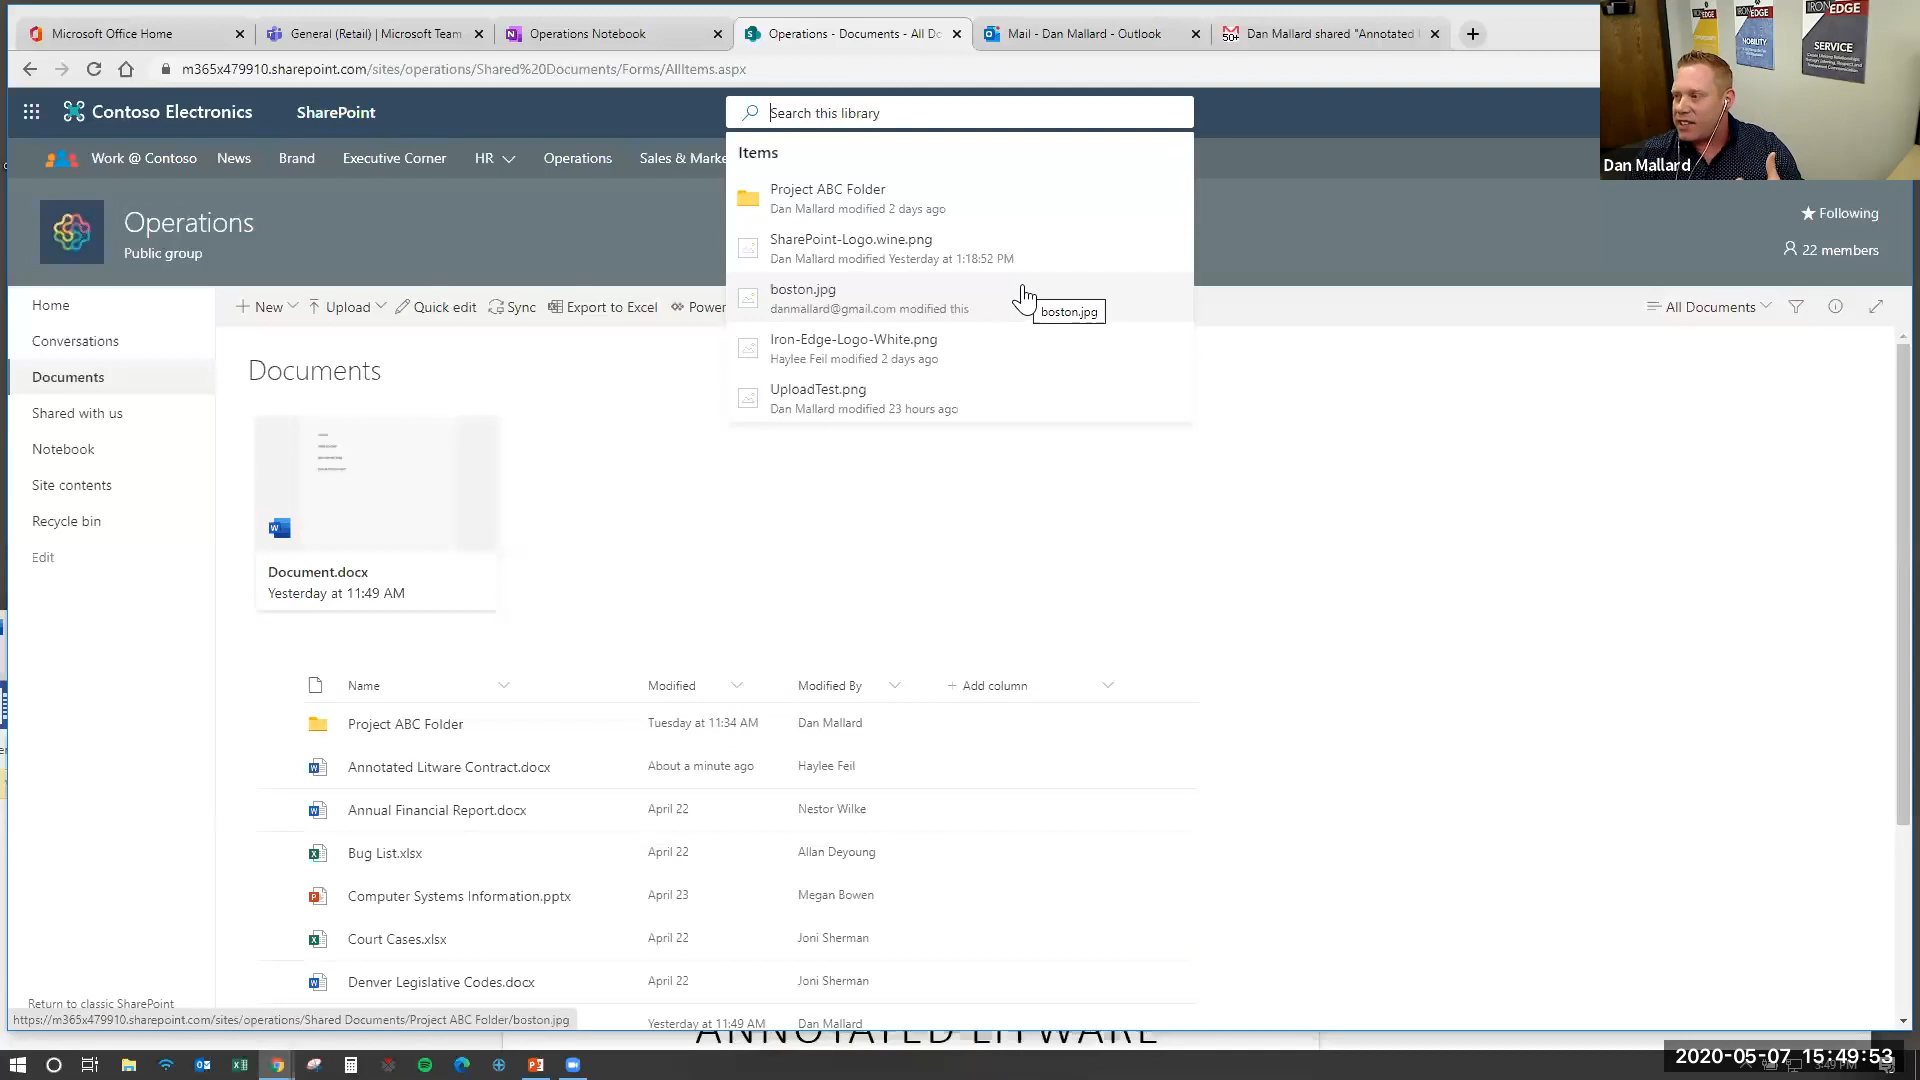 Microsoft Office Home
General (Retail) | Microsoft Team
Operations Notebook
Operations - Documents - All Dc
Mail - Dan Mallard - Outlook
50+
Dan Mallard shared "Annotated
m365x479910.sharepoint.com/sites/operations/Shared%20Documents/Forms/AllItems.aspx
IRON EDGE
NOBILITY
IRON EDGE
SERVICE
Dan Mallard
Contoso Electronics
SharePoint
Search this library
Work @ Contoso
News
Brand
Executive Corner
HR
Operations
Sales & Marke
Items
Project ABC Folder
Dan Mallard modified 2 days ago
SharePoint-Logo.wine.png
Dan Mallard modified Yesterday at 1:18:52 PM
boston.jpg
danmallard@gmail.com modified this
boston.jpg
Iron-Edge-Logo-White.png
Haylee Feil modified 2 days ago
UploadTest.png
Dan Mallard modified 23 hours ago
Operations
Public group
Following
22 members
Home
Conversations
Documents
Shared with us
Notebook
Site contents
Recycle bin
Edit
Return to classic SharePoint
New
Upload
Quick edit
Sync
Export to Excel
Power
All Documents
Documents
Document.docx
Yesterday at 11:49 AM
Name Modified Modified By + Add column
Project ABC Folder Tuesday at 11:34 AM Dan Mallard
Annotated Litware Contract.docx About a minute ago Haylee Feil
Annual Financial Report.docx April 22 Nestor Wilke
Bug List.xlsx April 22 Allan Deyoung
Computer Systems Information.pptx April 23 Megan Bowen
Court Cases.xlsx April 22 Joni Sherman
Denver Legislative Codes.docx April 22 Joni Sherman
Yesterday at 11:49 AM Dan Mallard
https://m365x479910.sharepoint.com/sites/operations/Shared Documents/Project ABC Folder/boston.jpg
ANNOTATED LITWARE
2020-05-07 15:49:53